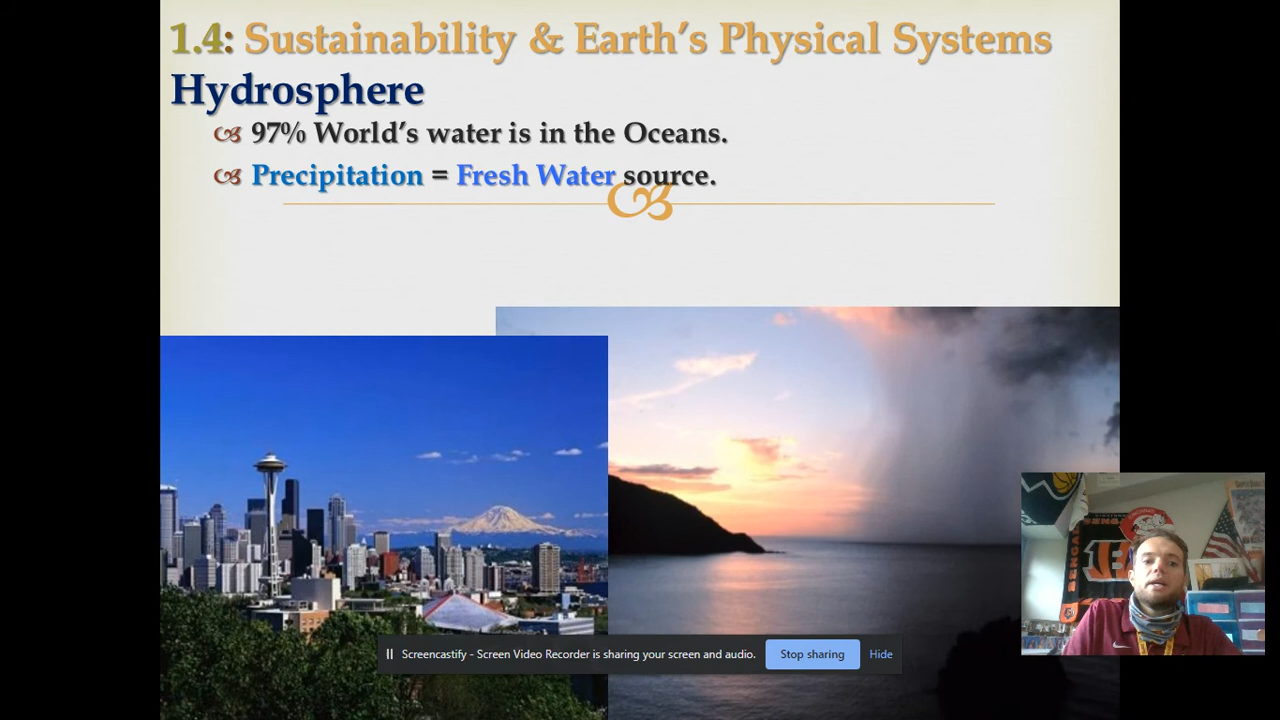 1.4: Sustainability & Earth's Physical Systems
Hydrosphere
97% World's water is in the Oceans.
Precipitation = Fresh Water source.
BENGALS
Screencastify - Screen Video Recorder is sharing your screen and audio.
Stop sharing
Hide